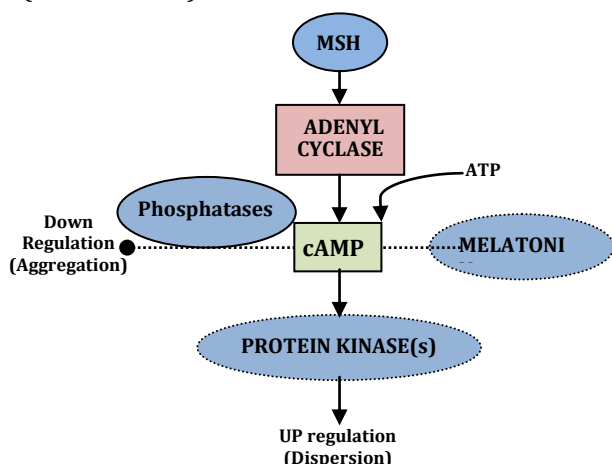 MSH
ADENYL
CYCLASE
ATP
Phosphatases
Down
Regulation
(Aggregation)
cAMP
MELATONI
PROTEIN KINASE(s)
UP regulation
(Dispersion)